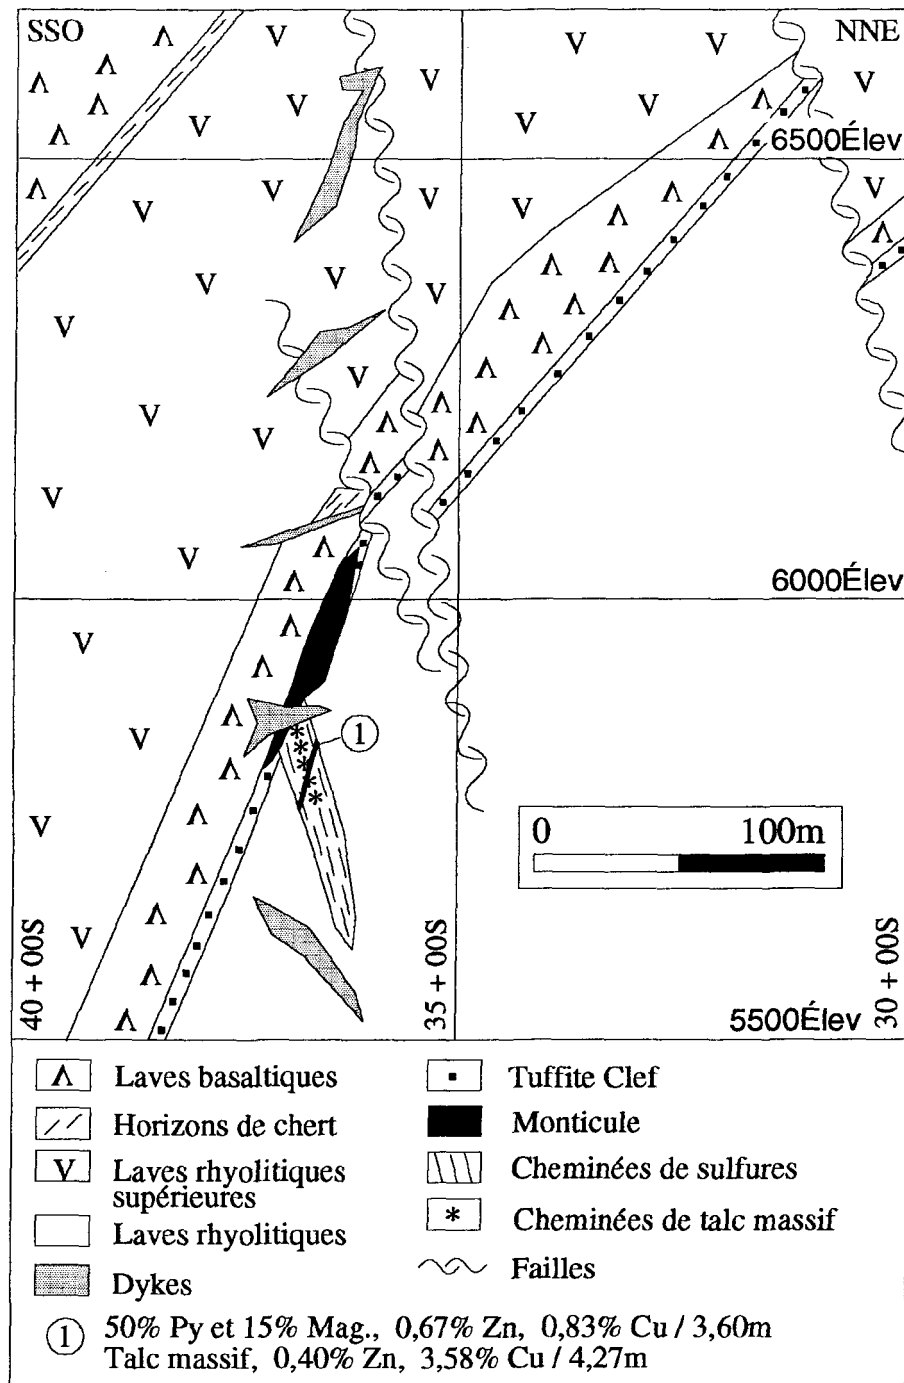 SSO
NNE
6500Élev
6000Élev
1
0 100m
40 + 00S
35 + 00S
30 + 00S
5500Élev
Laves basaltiques
Horizons de chert
Laves rhyolitiques
supérieures
Laves rhyolitiques
Dykes
Tuffite Clef
Monticule
Cheminées de sulfures
Cheminées de talc massif
Failles
1 50% Py et 15% Mag., 0,67% Zn, 0,83% Cu / 3,60m
Talc massif, 0,40% Zn, 3,58% Cu / 4,27m